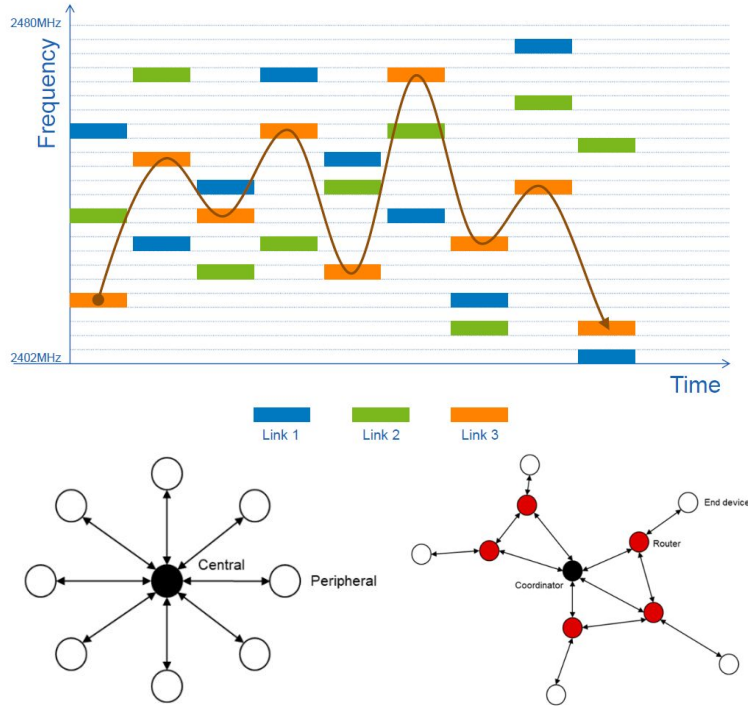 2480MHz
Frequency
2402MHz
Time
Link 1
Link 2
Link 3
Central
Peripheral
End device
Router
Coordinator